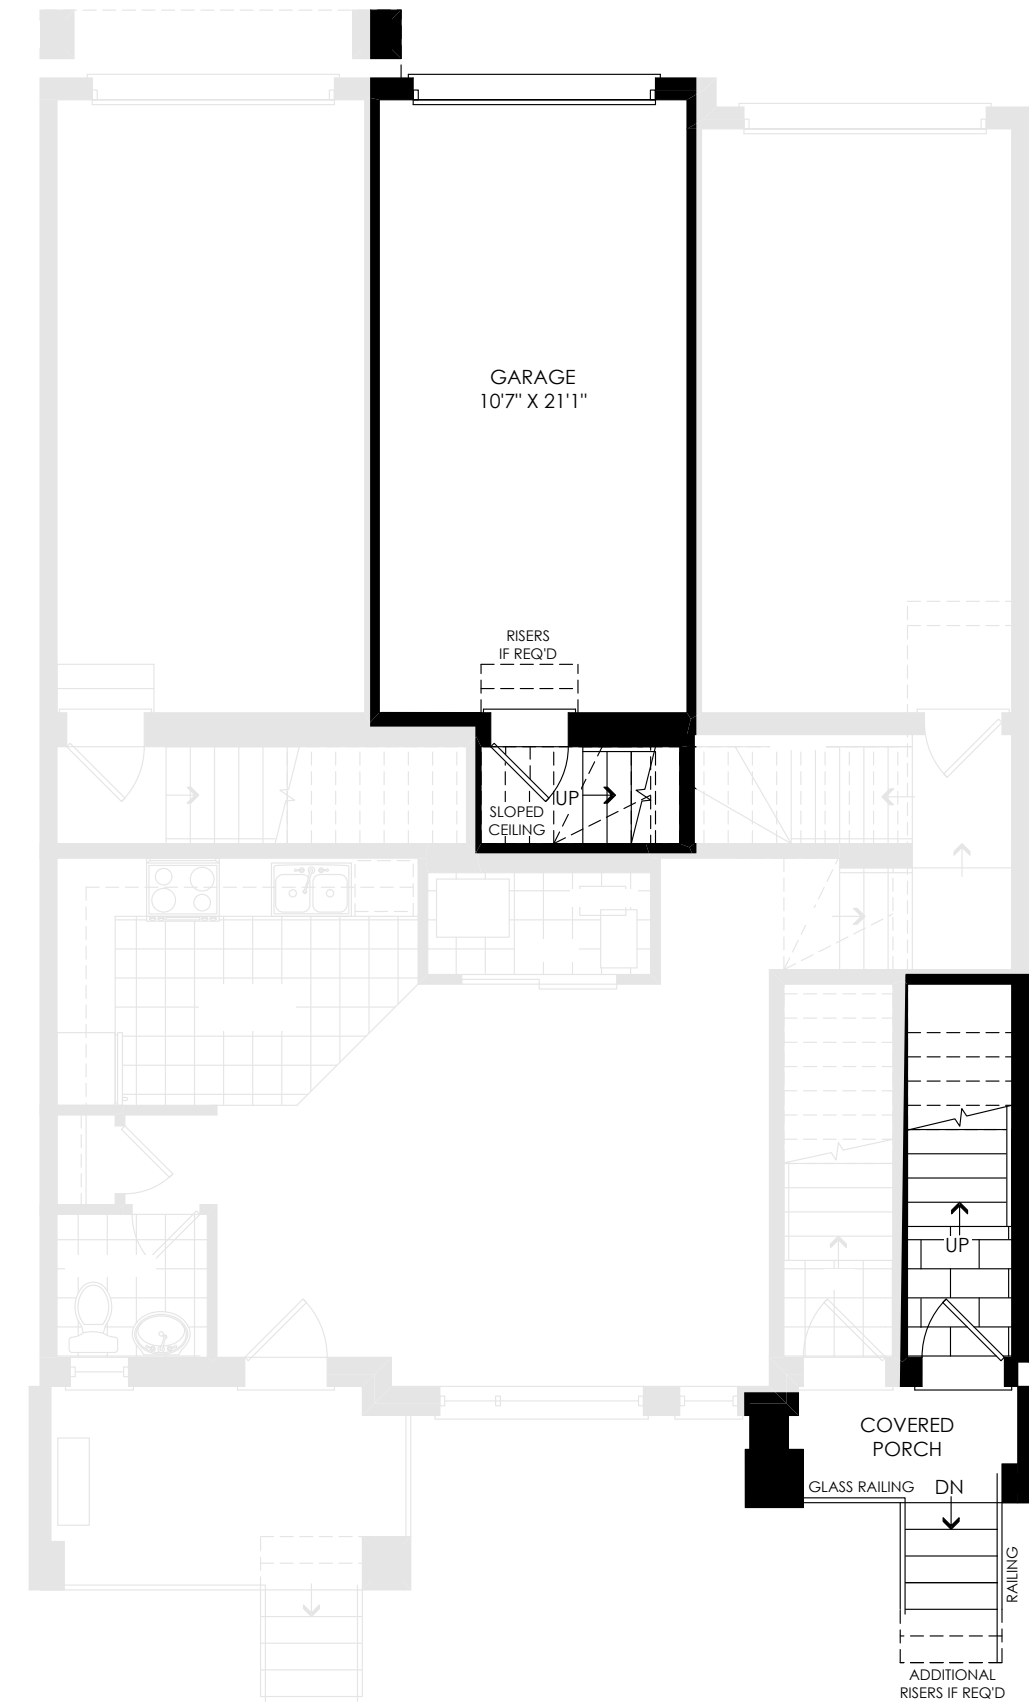 GARAGE
10'7" X 21'1"
RISERS
IF REQ'D
UP
SLOPED
CEILING
UP
COVERED
PORCH
GLASS RAILING
DN
RAILING
ADDITIONAL
RISERS IF REQ'D